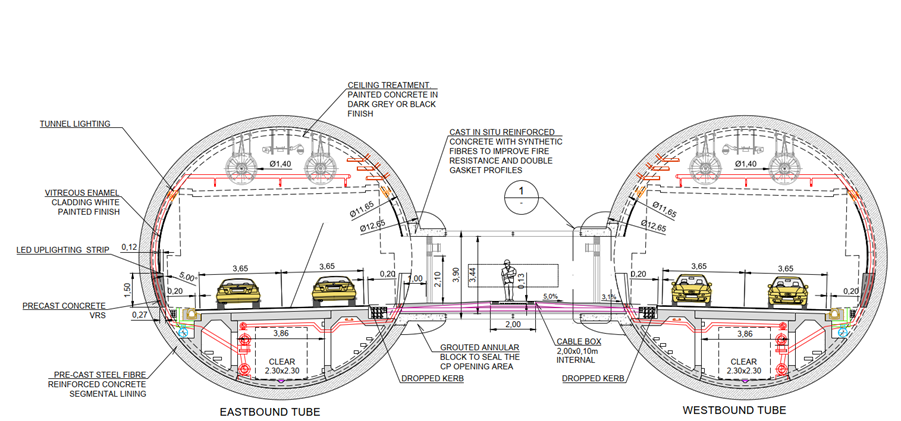 CEILING TREATMENT.
PAINTED CONCRETE IN
DARK GREY OR BLACK
FINISH
TUNNEL LIGHTING
CAST IN SITU REINFORCED
CONCRETE WITH SYNTHETIC
FIBRES TO IMPROVE FIRE
RESISTANCE AND DOUBLE
GASKET PROFILES
Ø1,40
Ø1,40
VITREOUS ENAMEL
CLADDING WHITE
PAINTED FINISH
1
-
Ø11,65
Ø12,65
Ø11,65
Ø12,65
LED UPLIGHTING STRIP
0,12
5,00°
3,65
3,65
0,20
1,00
2,10
3,90
3,44
0,13
0,20
3,65
3,65
0,20
1,50
0,20
5,0%
3,1%
PRECAST CONCRETE
VRS
0,27
2,00
3,86
3,86
CLEAR
2.30x2.30
CLEAR
2.30x2.30
GROUTED ANNULAR
BLOCK TO SEAL THE
CP OPENING AREA
CABLE BOX
2,00x0,10m
INTERNAL
PRE-CAST STEEL FIBRE
REINFORCED CONCRETE
SEGMENTAL LINING
DROPPED KERB
DROPPED KERB
EASTBOUND TUBE
WESTBOUND TUBE